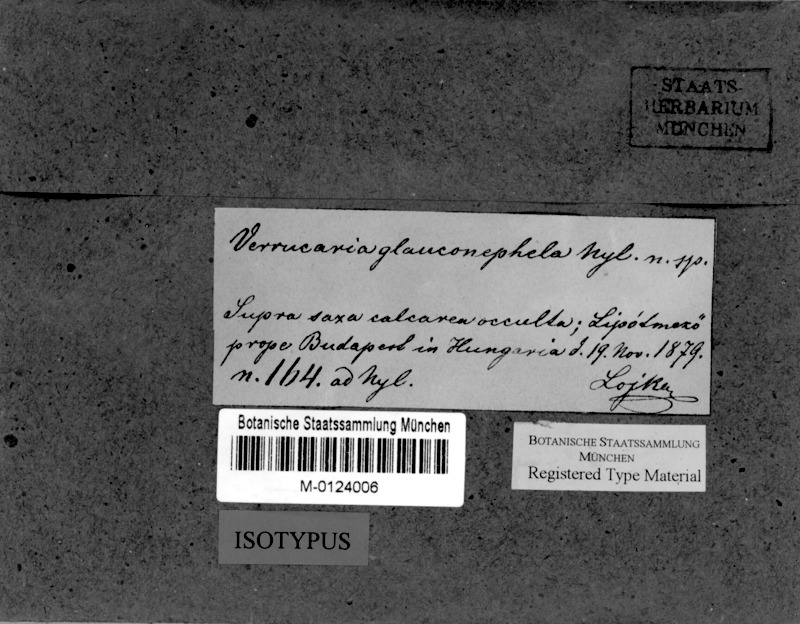 STAATS-
HERBARIUM
MÜNCHEN
Verrucaria glauconephela Nyl. n. sp.
Supra saxa calcarea occulta; Lipótmező
prope Budapest in Hungaria d. 19. Nov. 1879.
n. 164. ad Nyl.
Lojka
Botanische Staatssammlung München
M-0124006
BOTANISCHE STAATSSAMMLUNG
MÜNCHEN
Registered Type Material
ISOTYPUS